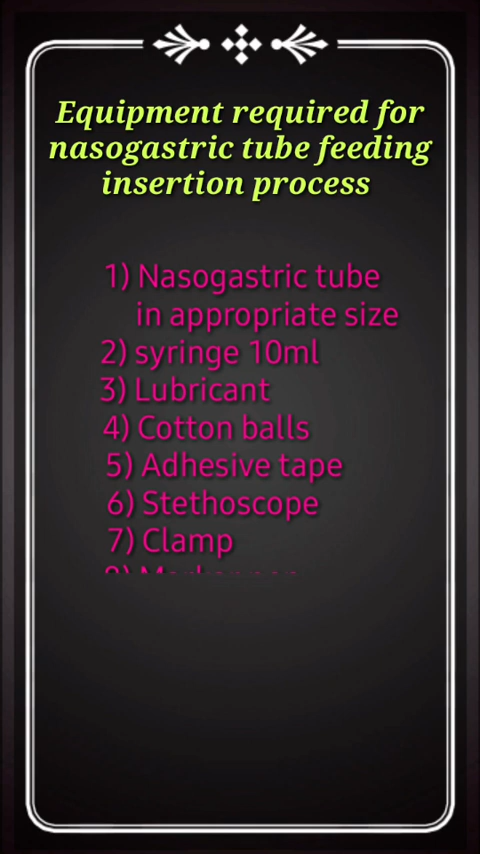 Equipment required for
nasogastric tube feeding
insertion process
1) Nasogastric tube
in appropriate size
2) syringe 10ml
3) Lubricant
4) Cotton balls
5) Adhesive tape
6) Stethoscope
7) Clamp